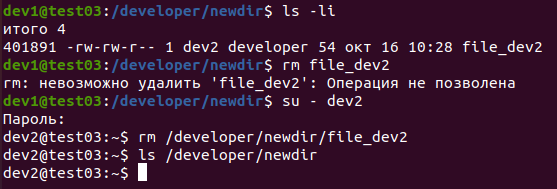 dev1@test03:/developer/newdir$ ls -li
итого 4
401891 -rw-rw-r-- 1 dev2 developer 54 окт 16 10:28 file_dev2
dev1@test03:/developer/newdir$ rm file_dev2
rm: невозможно удалить 'file_dev2': Операция не позволена
dev1@test03:/developer/newdir$ su - dev2
Пароль:
dev2@test03:~$ rm /developer/newdir/file_dev2
dev2@test03:~$ ls /developer/newdir
dev2@test03:~$